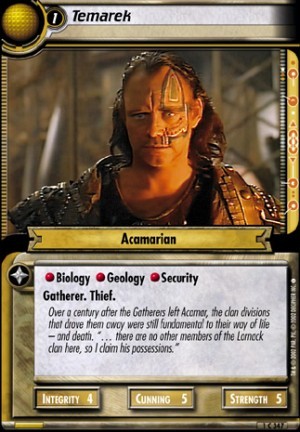 1 Temarek
Acamarian
Biology Geology Security
Gatherer. Thief.
Over a century after the Gatherers left Acamar, the clan divisions
that drove them away were still fundamental to their way of life
– and death. “… there are no other members of the Lornack
clan here, so I claim his possessions.”
INTEGRITY 4 CUNNING 5 STRENGTH 5
1 C 347